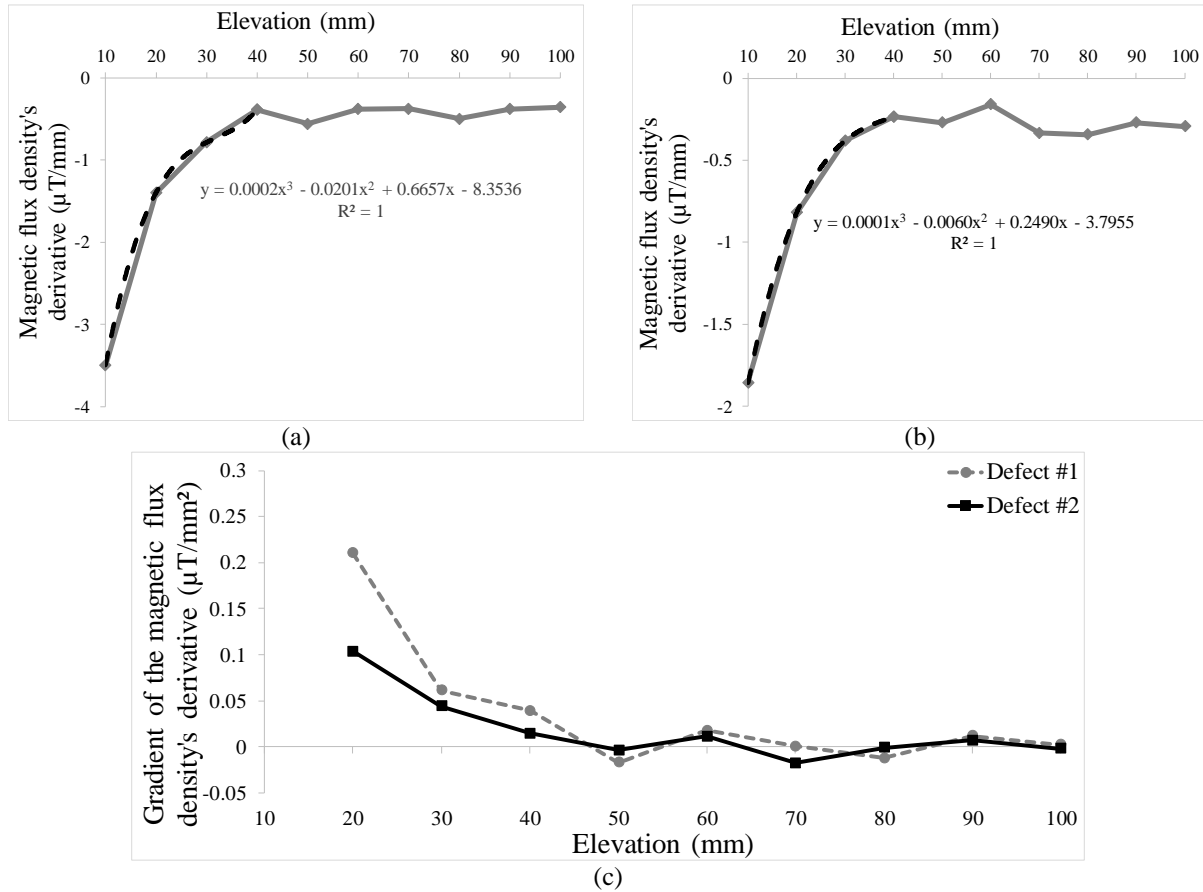 Elevation (mm)
10 20 30 40 50 60 70 80 90 100
0
-1
-2
-3
-4
Magnetic flux density's
derivative (µT/mm)
y = 0.0002x³ - 0.0201x² + 0.6657x - 8.3536
R² = 1
(a)
Elevation (mm)
10 20 30 40 50 60 70 80 90 100
0
-0.5
-1
-1.5
-2
Magnetic flux density's
derivative (µT/mm)
y = 0.0001x³ - 0.0060x² + 0.2490x - 3.7955
R² = 1
(b)
0.3
0.25
0.2
0.15
0.1
0.05
0
-0.05
Gradient of the magnetic flux
density's derivative (µT/mm²)
Defect #1
Defect #2
10 20 30 40 50 60 70 80 90 100
Elevation (mm)
(c)